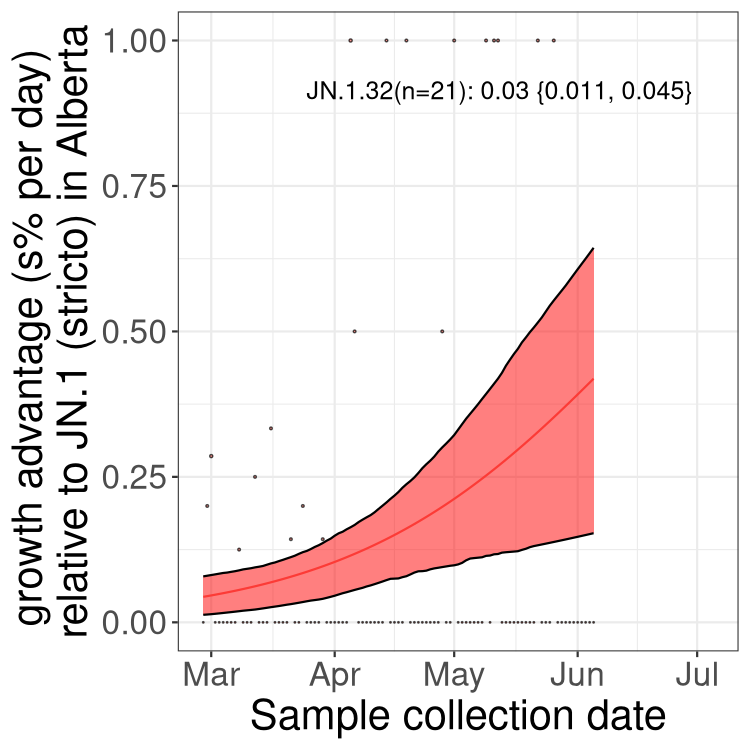 growth advantage (s% per day)
relative to JN.1 (stricto) in Alberta
1.00
0.75
0.50
0.25
0.00
JN.1.32(n=21): 0.03 {0.011, 0.045}
Mar Apr May Jun Jul
Sample collection date